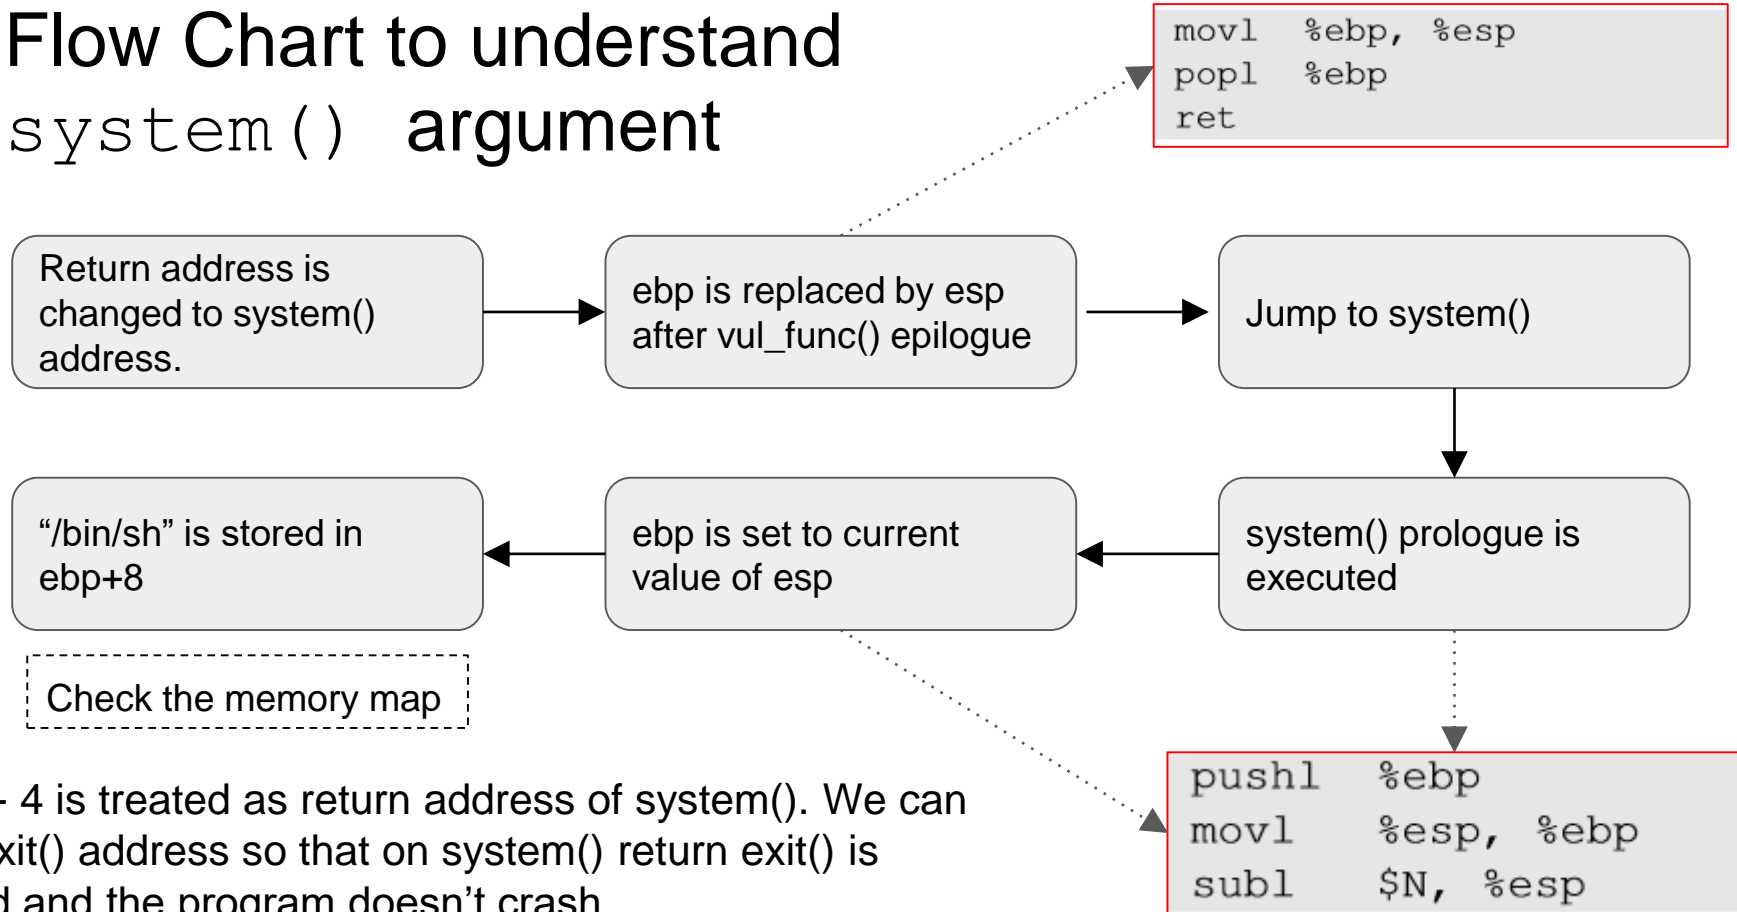 Flow Chart to understand
system() argument
movl %ebp, %esp
popl %ebp
ret
Return address is
changed to system()
address.
ebp is replaced by esp
after vul_func() epilogue
Jump to system()
system() prologue is
executed
ebp is set to current
value of esp
“/bin/sh” is stored in
ebp+8
Check the memory map
4 is treated as return address of system(). We can
address so that on system() return exit() is
and the program doesn’t crash
pushl %ebp
movl %esp, %ebp
subl $N, %esp